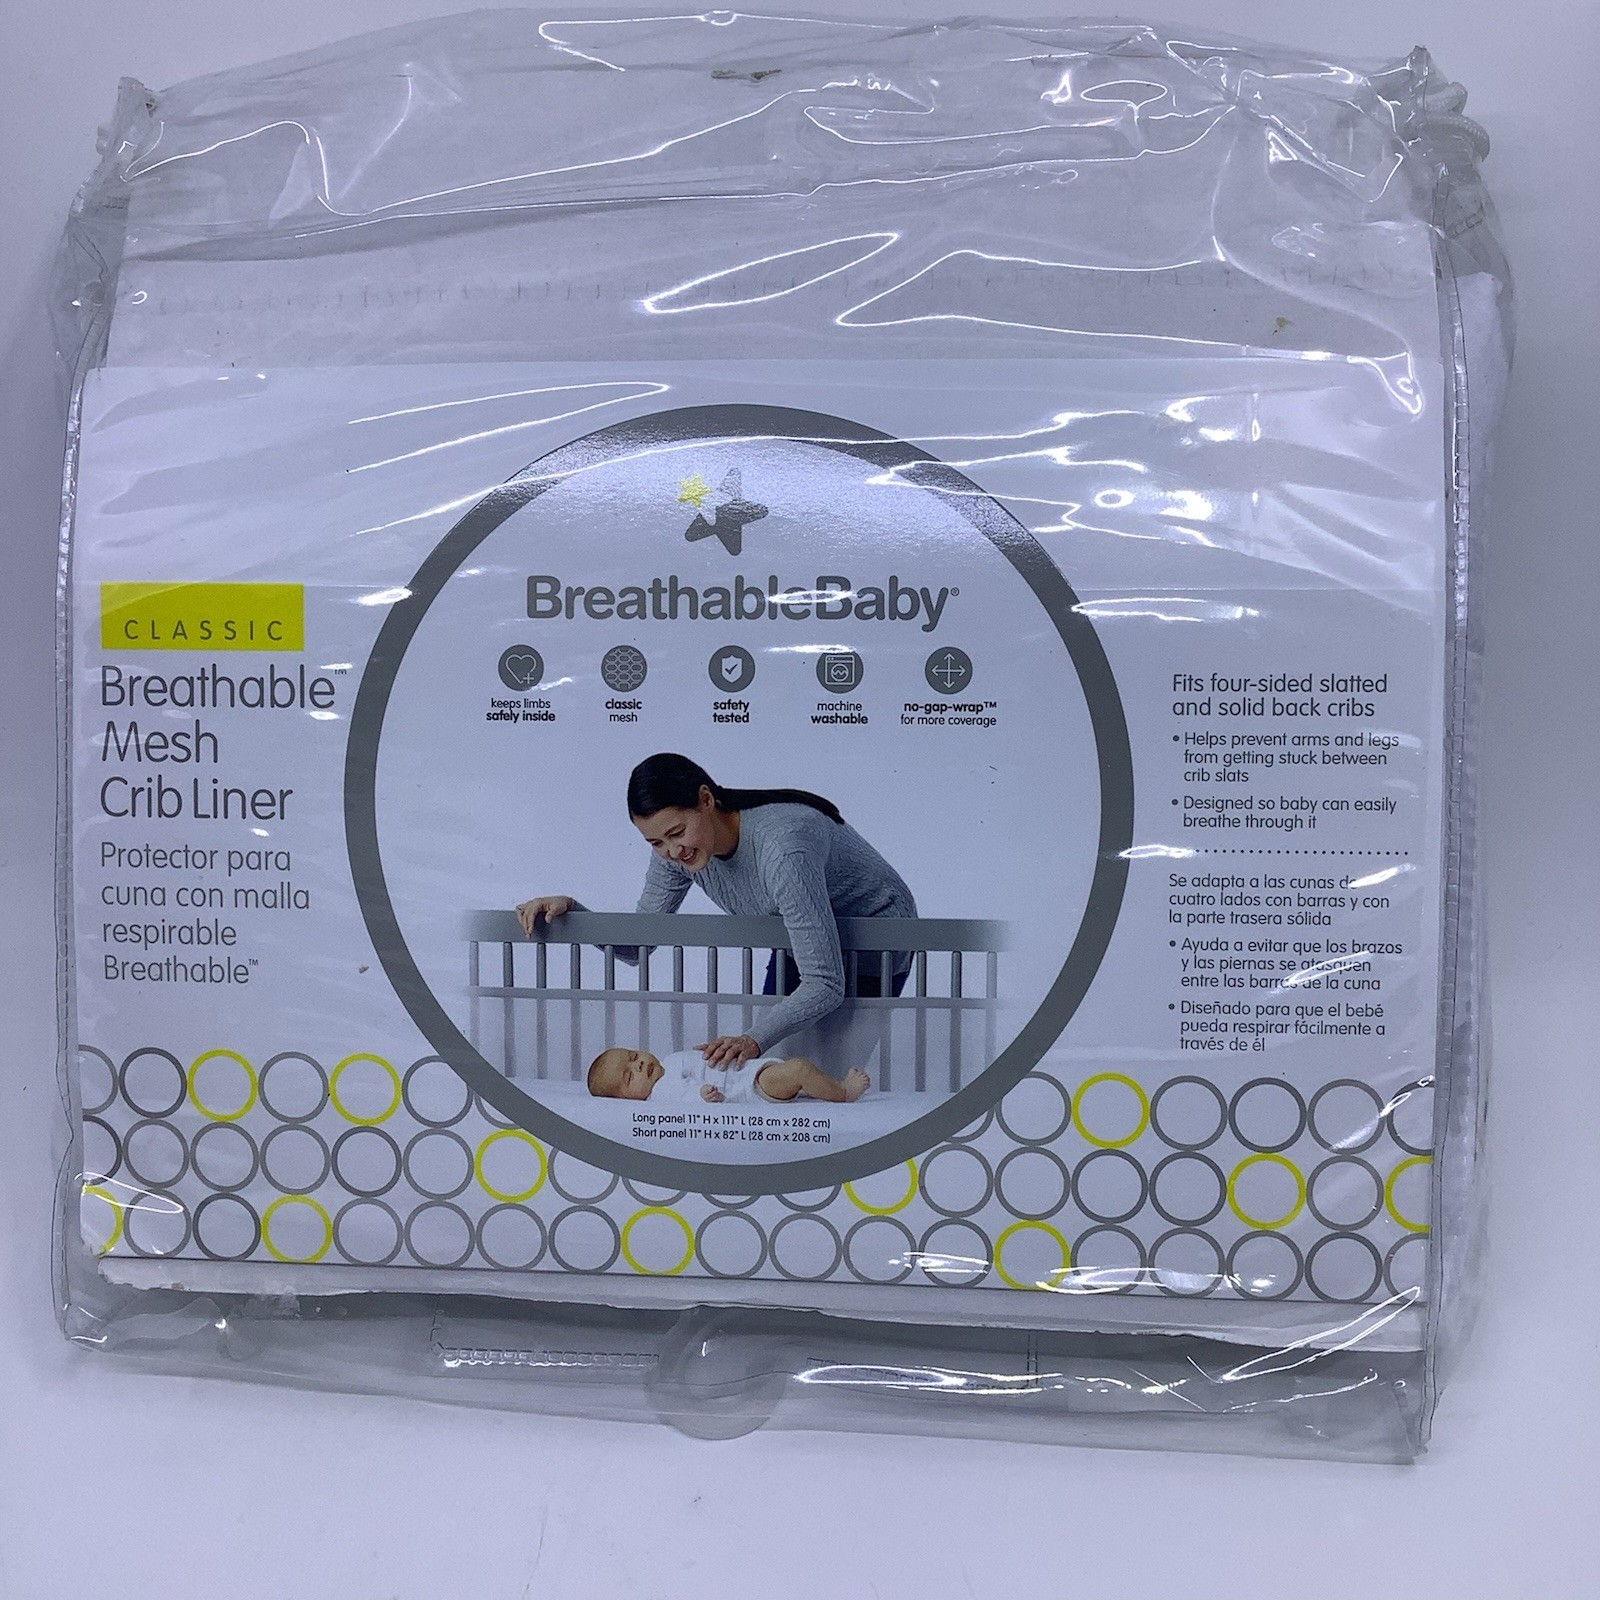 CLASSIC
Breathable™
Mesh
Crib Liner
Protector para
cuna con malla
respirable
Breathable™
BreathableBaby®
keeps limbs
safely inside
classic
mesh
safety
tested
machine
washable
no-gap-wrap™
for more coverage
Long panel 11" H x 111" L (28 cm x 282 cm)
Short panel 11" H x 82" L (28 cm x 208 cm)
Fits four-sided slatted
and solid back cribs
• Helps prevent arms and legs
from getting stuck between
crib slats
• Designed so baby can easily
breathe through it
Se adapta a las cunas de
cuatro lados con barras y con
la parte trasera sólida
• Ayuda a evitar que los brazos
y las piernas se atasquen
entre las barras de la cuna
• Diseñado para que el bebé
pueda respirar fácilmente a
través de él